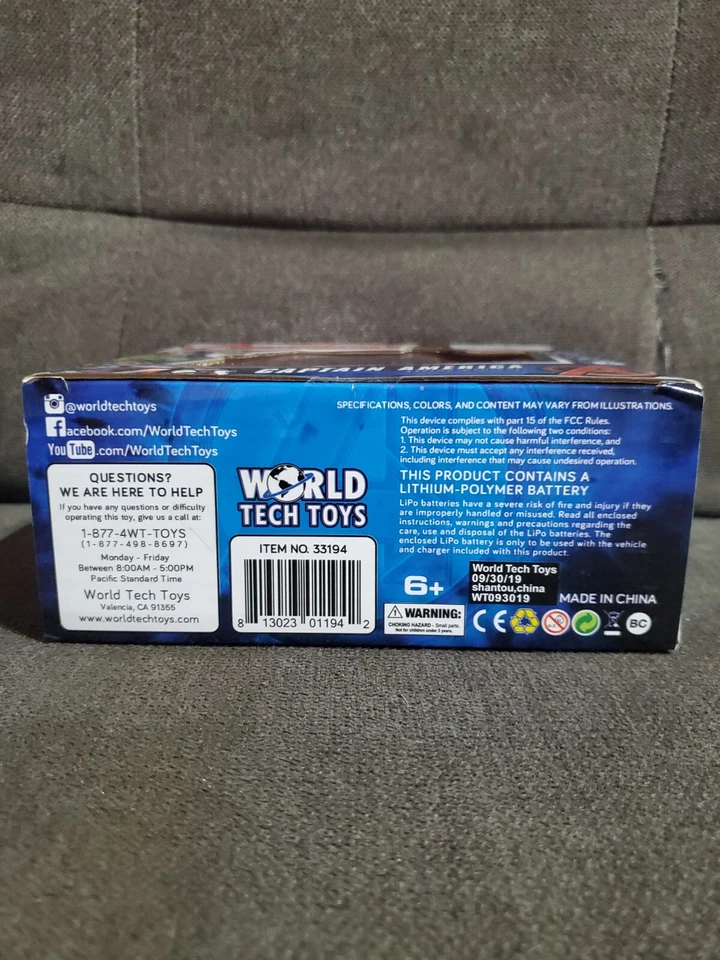 CAPTAIN AMERICA
@worldtechtoys
facebook.com/WorldTechToys
YouTube.com/WorldTechToys
QUESTIONS?
WE ARE HERE TO HELP
If you have any questions or difficulty
operating this toy, give us a call at:
1-877-4WT-TOYS
(1-877-498-8697)
Monday - Friday
Between 8:00AM - 5:00PM
Pacific Standard Time
World Tech Toys
Valencia, CA 91355
www.worldtechtoys.com
WORLD
TECH TOYS
ITEM NO. 33194
8 13023 01194 2
SPECIFICATIONS, COLORS, AND CONTENT MAY VARY FROM ILLUSTRATIONS.
This device complies with part 15 of the FCC Rules.
Operation is subject to the following two conditions:
1. This device may not cause harmful interference, and
2. This device must accept any interference received,
including interference that may cause undesired operation.
THIS PRODUCT CONTAINS A
LITHIUM-POLYMER BATTERY
LiPo batteries have a severe risk of fire and injury if they
are improperly handled or misused. Read all enclosed
instructions, warnings and precautions regarding the
care, use and disposal of the LiPo batteries. The
enclosed LiPo battery is only to be used with the vehicle
and charger included with this product.
6+
World Tech Toys
09/30/19
shantou,china
WT093019
MADE IN CHINA
WARNING:
CHOKING HAZARD - Small parts.
Not for children under 3 years.
CE
0-3
BC